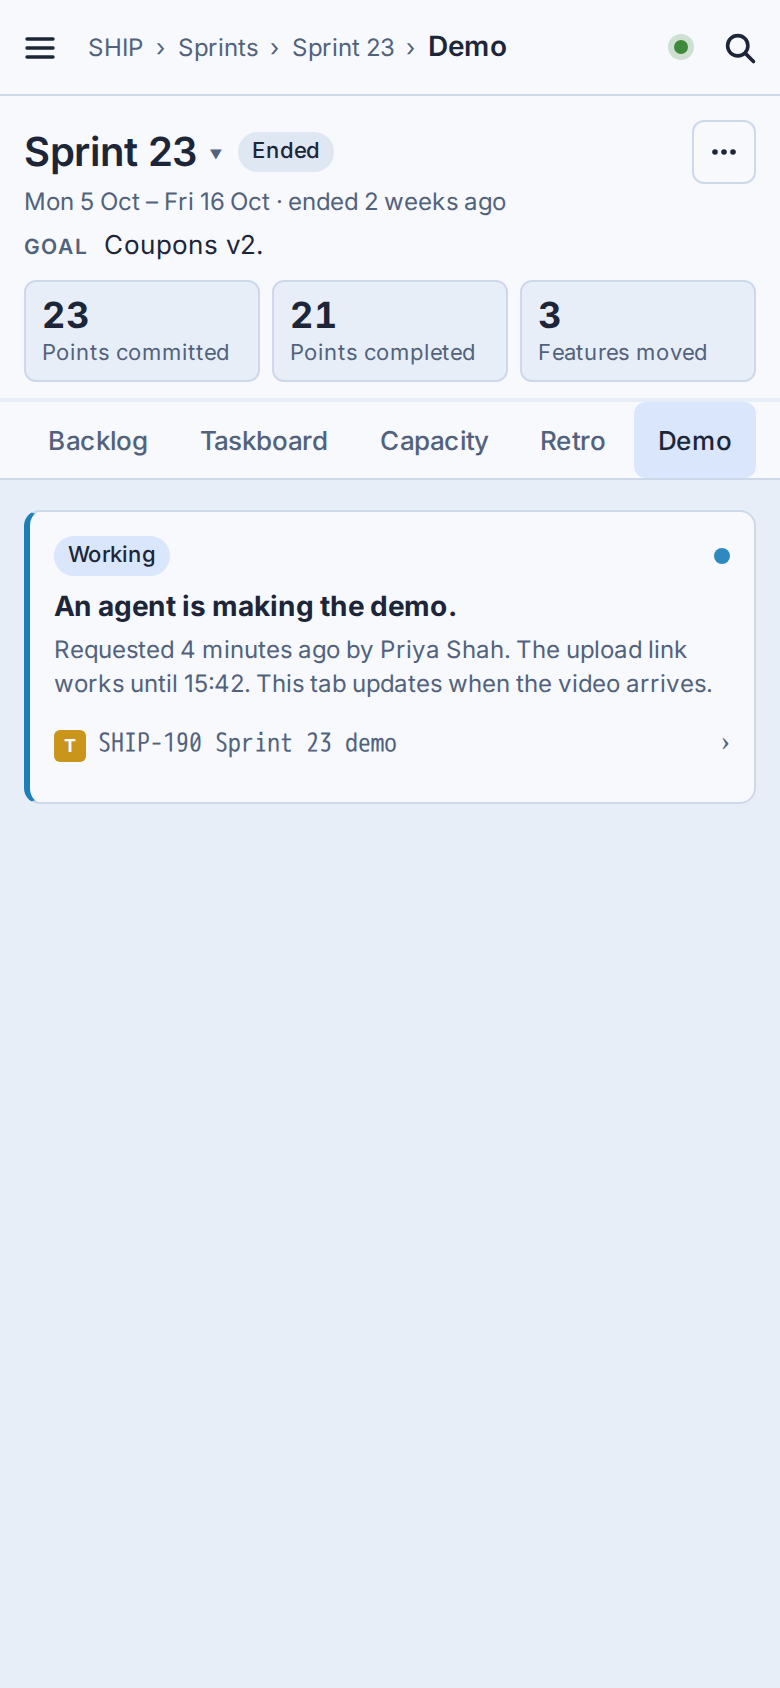 SHIP › Sprints › Sprint 23 › Demo
Sprint 23 ▾ Ended
Mon 5 Oct – Fri 16 Oct · ended 2 weeks ago
GOAL Coupons v2.
23 21 3
Points committed Points completed Features moved
Backlog Taskboard Capacity Retro Demo
Working
An agent is making the demo.
Requested 4 minutes ago by Priya Shah. The upload link
works until 15:42. This tab updates when the video arrives.
T SHIP-190 Sprint 23 demo ›